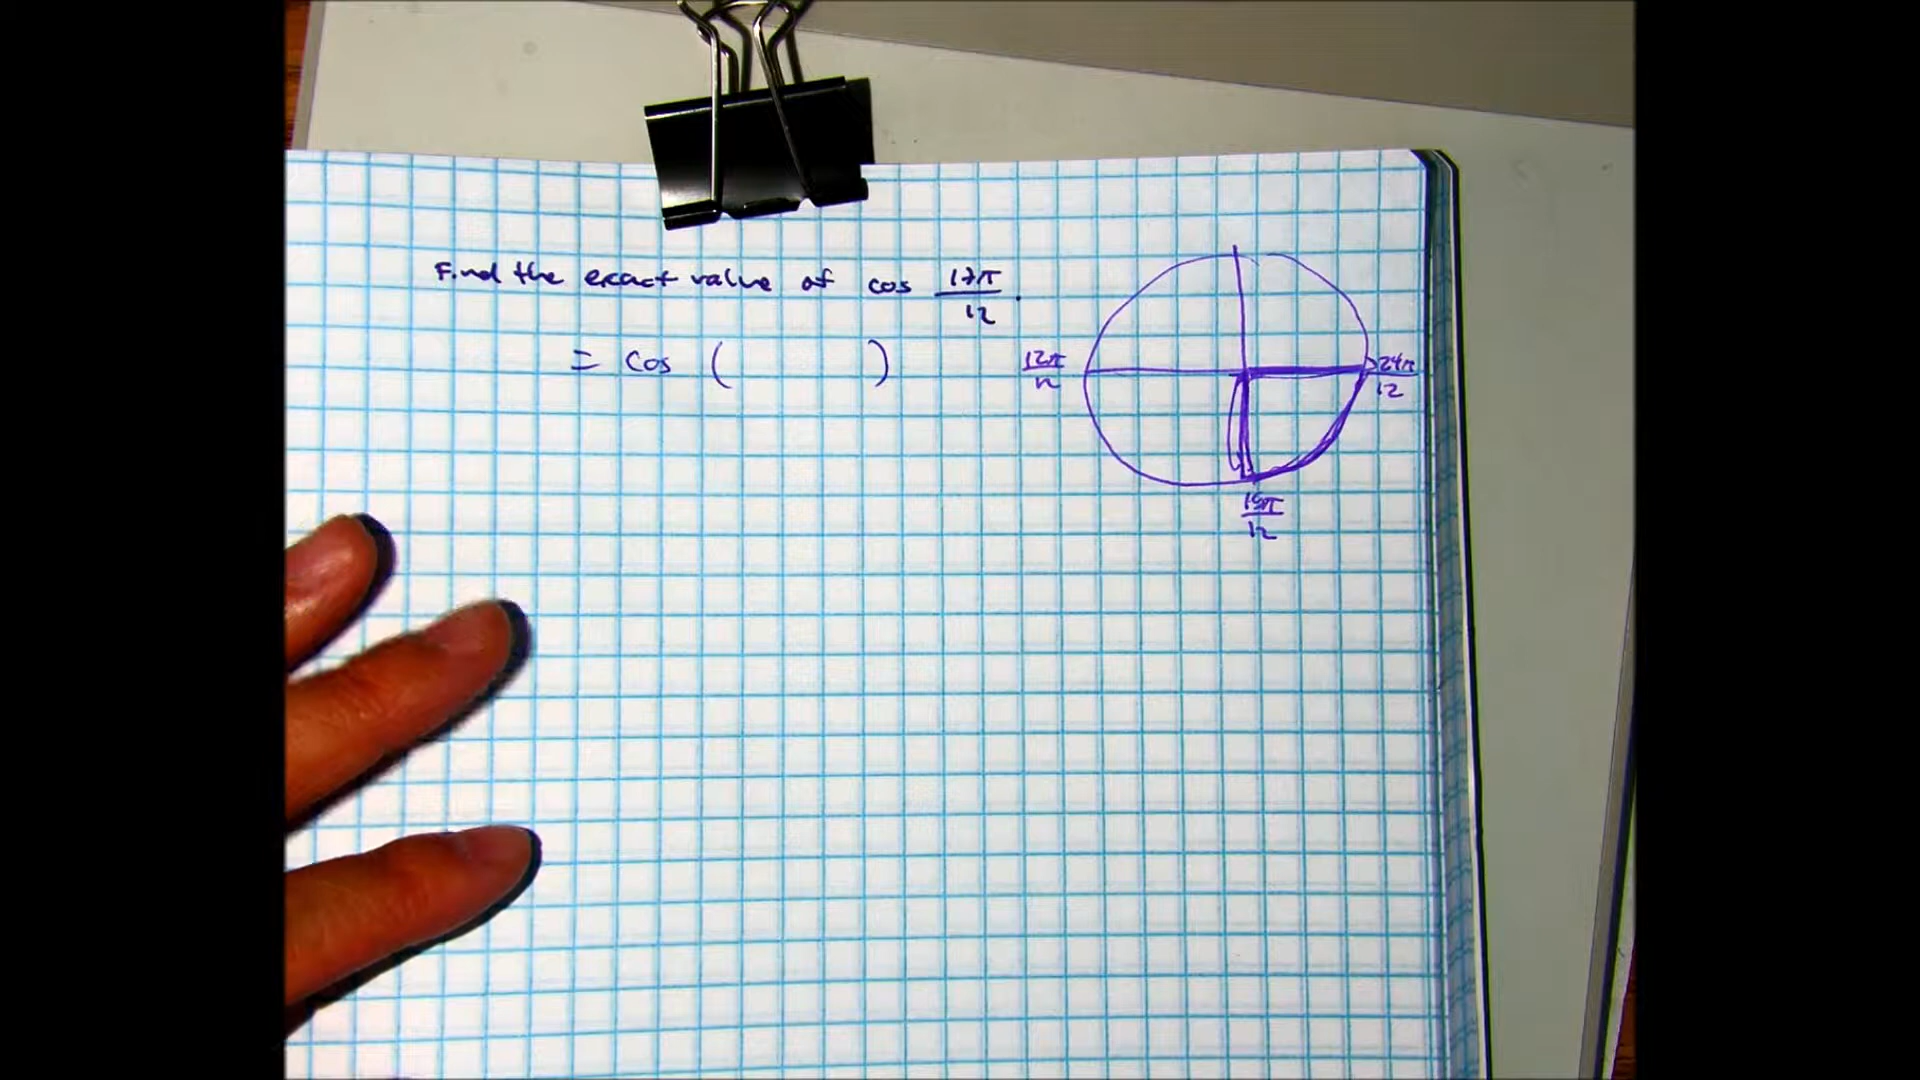 Find the exact value of cos 17π/12.
= cos ( )
12π/12
24π/12
18π/12